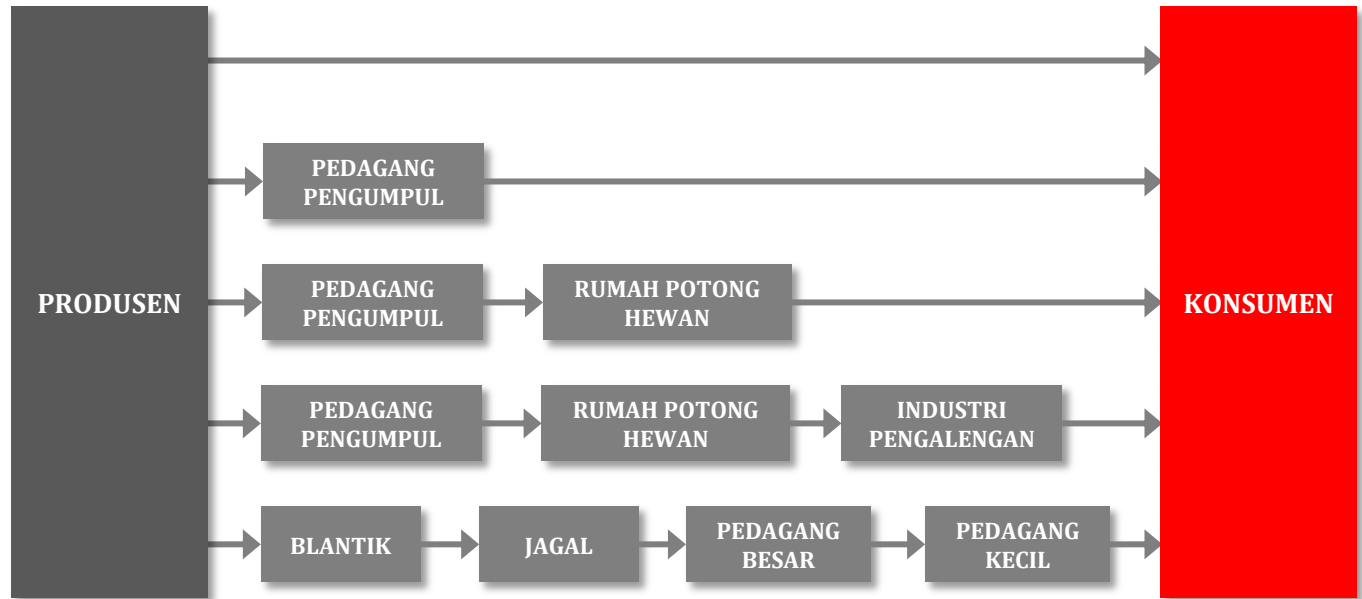 PEDAGANG
PENGUMPUL
PRODUSEN
PEDAGANG
PENGUMPUL
RUMAH POTONG
HEWAN
KONSUMEN
PEDAGANG
PENGUMPUL
RUMAH POTONG
HEWAN
INDUSTRI
PENGALENGAN
BLANTIK
JAGAL
PEDAGANG
BESAR
PEDAGANG
KECIL